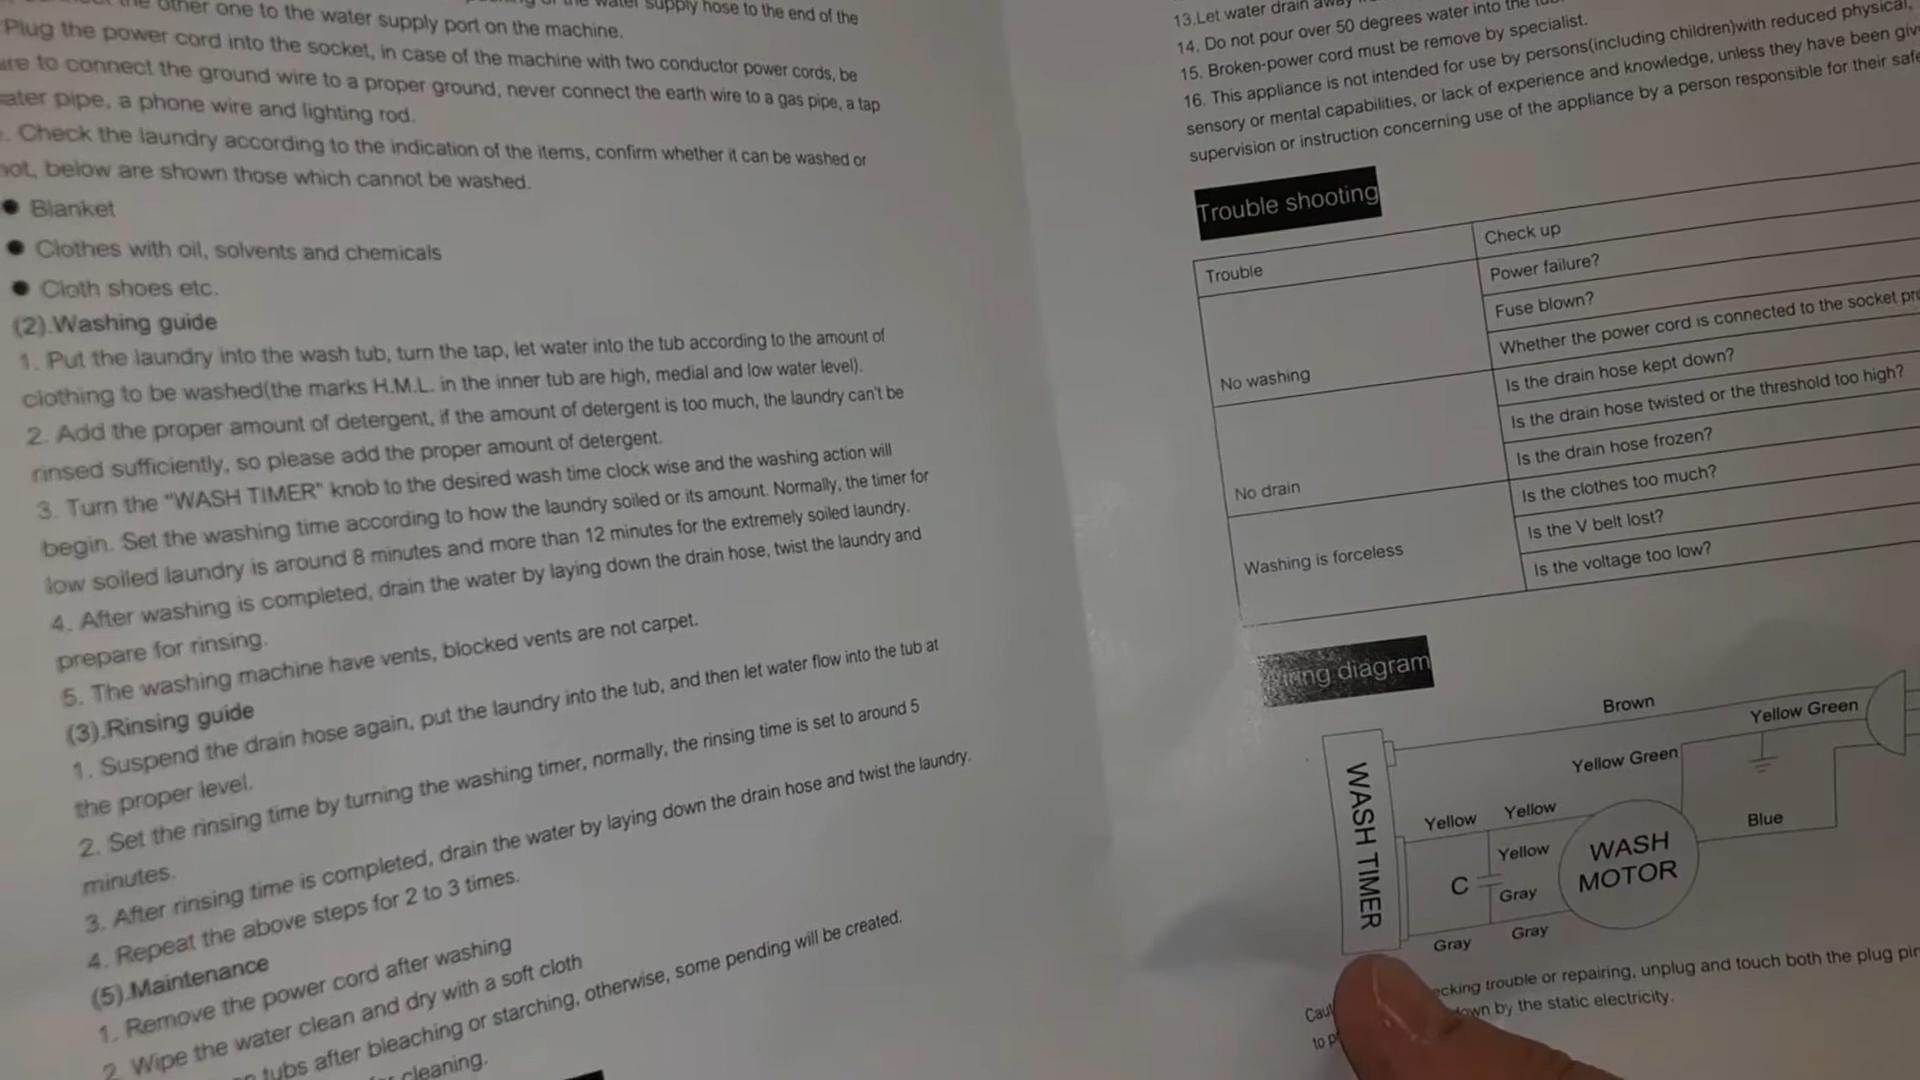 the other one to the water supply port on the machine.
water supply hose to the end of the
Plug the power cord into the socket, in case of the machine with two conductor power cords, be
to connect the ground wire to a proper ground, never connect the earth wire to a gas pipe, a tap
pipe, a phone wire and lighting rod.
. Check the laundry according to the indication of the items, confirm whether it can be washed or
below are shown those which cannot be washed.
● Blanket
● Clothes with oil, solvents and chemicals
● Cloth shoes etc.
(2).Washing guide
1. Put the laundry into the wash tub, turn the tap, let water into the tub according to the amount of
clothing to be washed(the marks H.M.L. in the inner tub are high, medial and low water level).
2. Add the proper amount of detergent, if the amount of detergent is too much, the laundry can't be
rinsed sufficiently, so please add the proper amount of detergent.
3. Turn the "WASH TIMER" knob to the desired wash time clock wise and the washing action will
begin. Set the washing time according to how the laundry soiled or its amount. Normally, the timer for
low soiled laundry is around 8 minutes and more than 12 minutes for the extremely soiled laundry.
4. After washing is completed, drain the water by laying down the drain hose, twist the laundry and
prepare for rinsing.
5. The washing machine have vents, blocked vents are not carpet.
(3).Rinsing guide
1. Suspend the drain hose again, put the laundry into the tub, and then let water flow into the tub at
the proper level.
2. Set the rinsing time by turning the washing timer, normally, the rinsing time is set to around 5
minutes.
3. After rinsing time is completed, drain the water by laying down the drain hose and twist the laundry.
4. Repeat the above steps for 2 to 3 times.
(5).Maintenance
1. Remove the power cord after washing
2. Wipe the water clean and dry with a soft cloth
tubs after bleaching or starching, otherwise, some pending will be created.
cleaning.
13.Let water drain away
14. Do not pour over 50 degrees water into the
15. Broken-power cord must be remove by specialist.
16. This appliance is not intended for use by persons(including children)with reduced physical,
sensory or mental capabilities, or lack of experience and knowledge, unless they have been
supervision or instruction concerning use of the appliance by a person responsible for their
Trouble shooting
Trouble
Check up
No washing
Power failure?
Fuse blown?
Whether the power cord is connected to the socket
No drain
Is the drain hose kept down?
Is the drain hose twisted or the threshold too high?
Is the drain hose frozen?
Washing is forceless
Is the clothes too much?
Is the V belt lost?
Is the voltage too low?
diagram
Brown
Yellow Green
Yellow Green
WASH TIMER
Yellow
Yellow
Yellow
Blue
WASH
MOTOR
C
Gray
Gray
Gray
trouble or repairing, unplug and touch both the plug
by the static electricity.
to